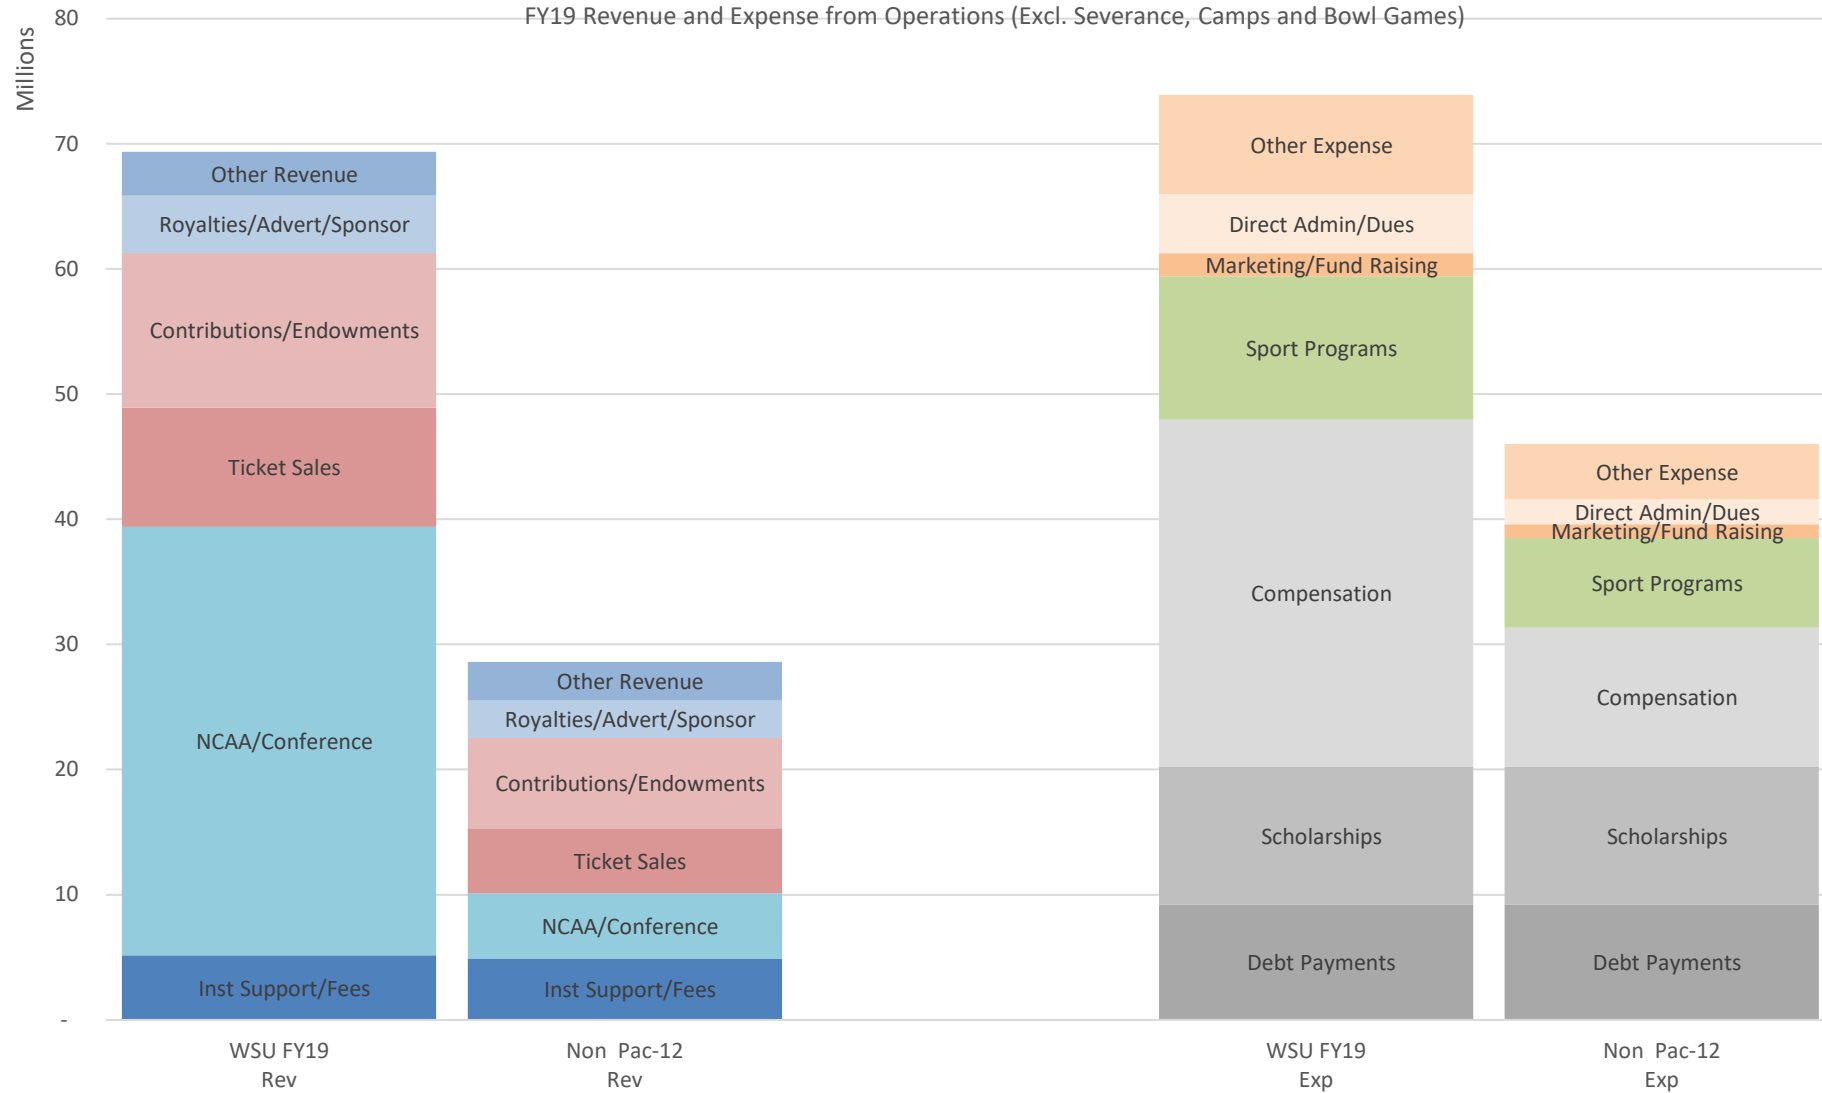 FY19 Revenue and Expense from Operations (Excl. Severance, Camps and Bowl Games)
Millions
80
70
60
50
40
30
20
10
-
Other Revenue
Royalties/Advert/Sponsor
Contributions/Endowments
Ticket Sales
NCAA/Conference
Inst Support/Fees
Other Revenue
Royalties/Advert/Sponsor
Contributions/Endowments
Ticket Sales
NCAA/Conference
Inst Support/Fees
Other Expense
Direct Admin/Dues
Marketing/Fund Raising
Sport Programs
Compensation
Scholarships
Debt Payments
Other Expense
Direct Admin/Dues
Marketing/Fund Raising
Sport Programs
Compensation
Scholarships
Debt Payments
WSU FY19
Rev
Non Pac-12
Rev
WSU FY19
Exp
Non Pac-12
Exp